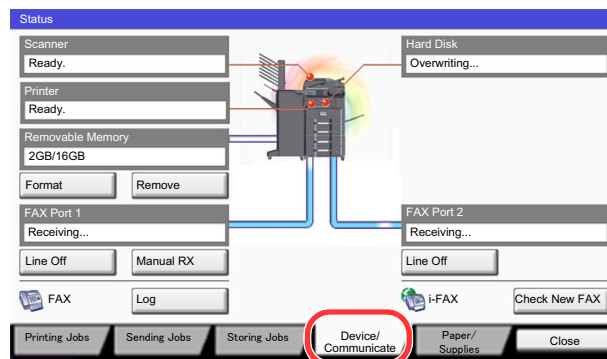 Status
Scanner
Ready.
Hard Disk
Overwriting...
Printer
Ready.
Removable Memory
2GB/16GB
Format
Remove
FAX Port 1
Receiving...
FAX Port 2
Receiving...
Line Off
Manual RX
Line Off
FAX
Log
i-FAX
Check New FAX
Printing Jobs
Sending Jobs
Storing Jobs
Device/
Communicate
Paper/
Supplies
Close